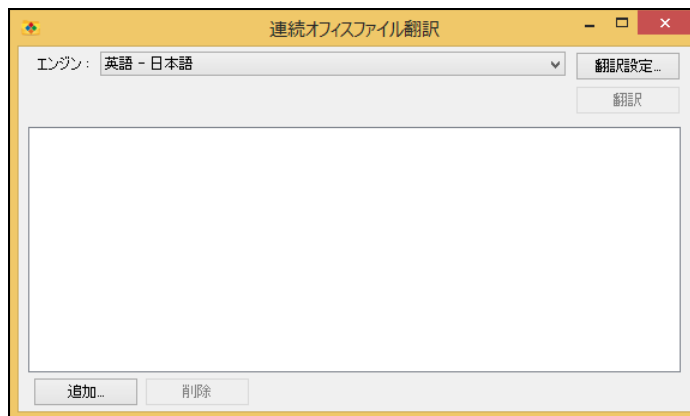 連続オフィスファイル翻訳
エンジン： 英語 - 日本語
翻訳設定...
翻訳
追加...
削除